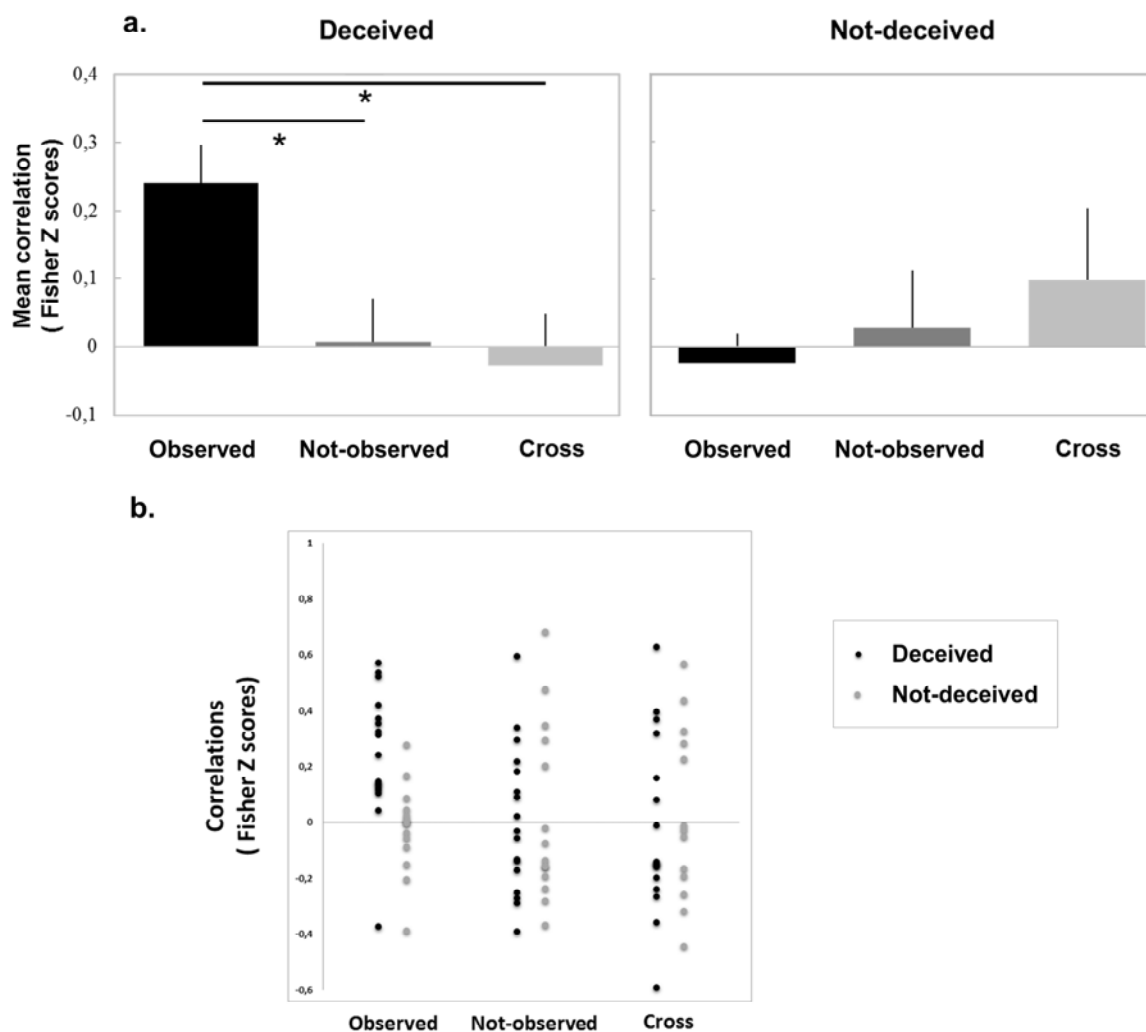 a.
Deceived
Not-deceived
Mean correlation
( Fisher Z scores)
0,4
0,3
0,2
0,1
0
-0,1
*
*
Observed
Not-observed
Cross
Observed
Not-observed
Cross
b.
Correlations
( Fisher Z scores)
1
0,8
0,6
0,4
0,2
0
-0,2
-0,4
-0,6
Observed
Not-observed
Cross
Deceived
Not-deceived